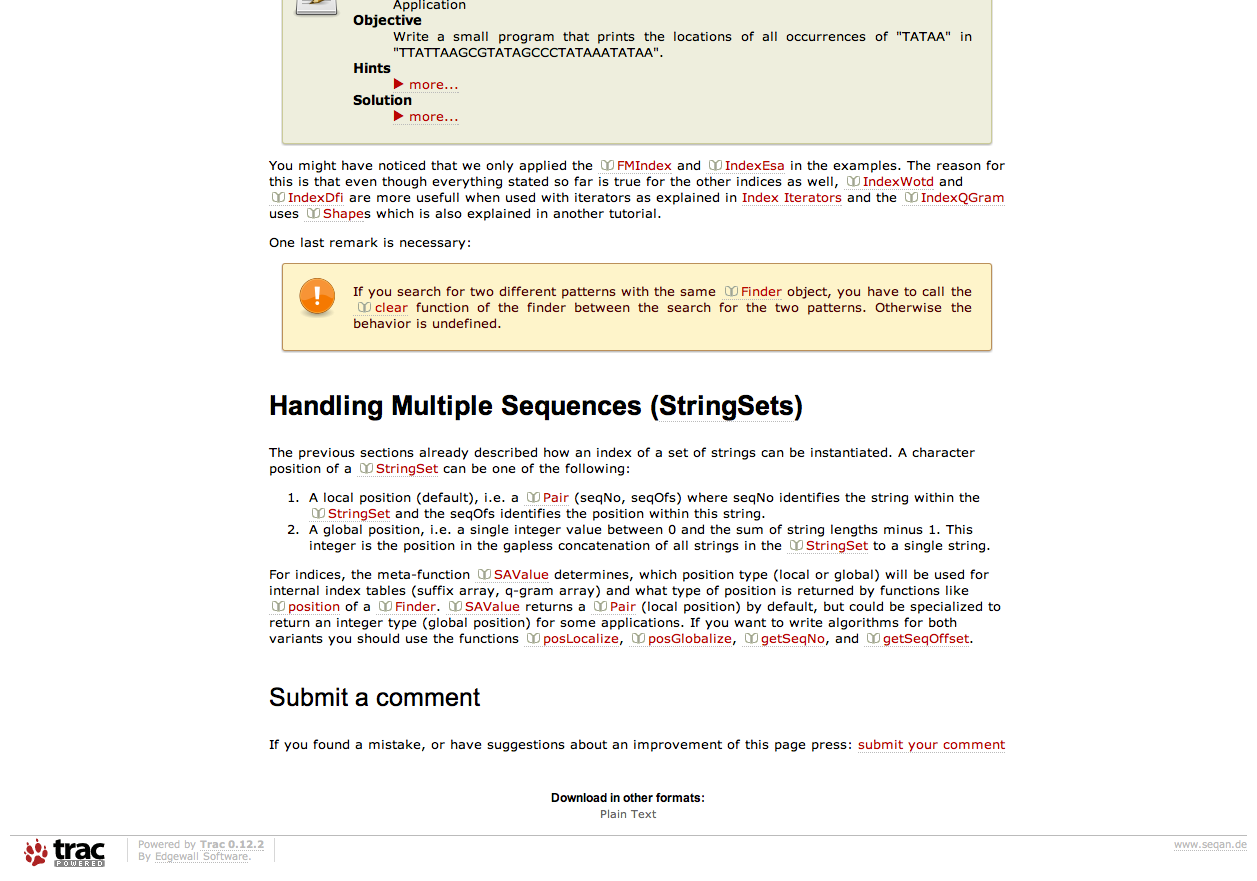 Application
Objective
Write a small program that prints the locations of all occurrences of "TATAA" in
"TTATTAAGCGTATAGCCCTATAAATATAA".
Hints
more...
Solution
more...
You might have noticed that we only applied the FMIndex and IndexEsa in the examples. The reason for
this is that even though everything stated so far is true for the other indices as well, IndexWotd and
IndexDfi are more usefull when used with iterators as explained in Index Iterators and the IndexQGram
uses Shapes which is also explained in another tutorial.
One last remark is necessary:
If you search for two different patterns with the same Finder object, you have to call the
clear function of the finder between the search for the two patterns. Otherwise the
behavior is undefined.
Handling Multiple Sequences (StringSets)
The previous sections already described how an index of a set of strings can be instantiated. A character
position of a StringSet can be one of the following:
1. A local position (default), i.e. a Pair (seqNo, seqOfs) where seqNo identifies the string within the
StringSet and the seqOfs identifies the position within this string.
2. A global position, i.e. a single integer value between 0 and the sum of string lengths minus 1. This
integer is the position in the gapless concatenation of all strings in the StringSet to a single string.
For indices, the meta-function SAValue determines, which position type (local or global) will be used for
internal index tables (suffix array, q-gram array) and what type of position is returned by functions like
position of a Finder. SAValue returns a Pair (local position) by default, but could be specialized to
return an integer type (global position) for some applications. If you want to write algorithms for both
variants you should use the functions posLocalize, posGlobalize, getSeqNo, and getSeqOffset.
Submit a comment
If you found a mistake, or have suggestions about an improvement of this page press: submit your comment
Download in other formats:
Plain Text
trac
POWERED
Powered by Trac 0.12.2
By Edgewall Software.
www.seqan.de